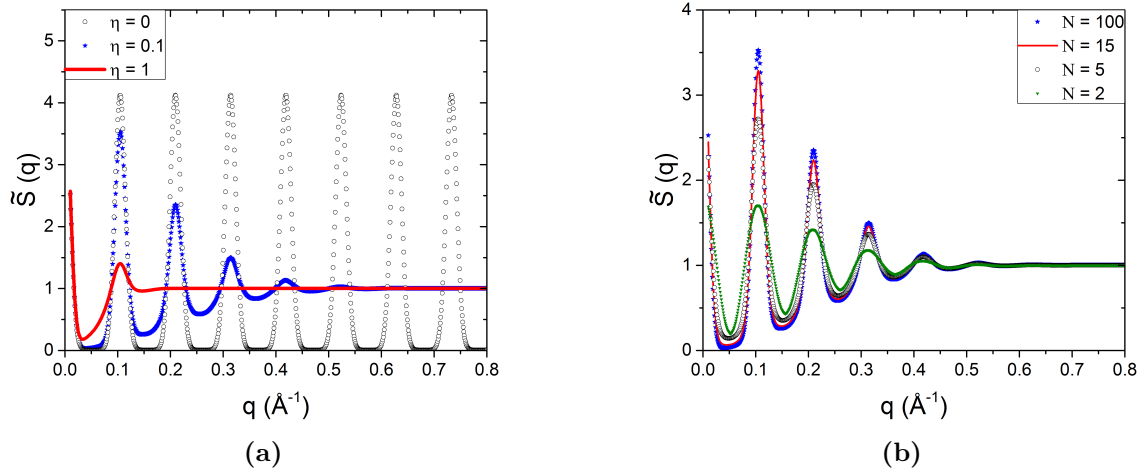 η = 0
η = 0.1
η = 1
5
4
3
2
1
0
S̃ (q)
0.0 0.1 0.2 0.3 0.4 0.5 0.6 0.7 0.8
q (Å⁻¹)
(a)
N = 100
N = 15
N = 5
N = 2
4
3
2
1
0
S̃ (q)
0.0 0.1 0.2 0.3 0.4 0.5 0.6 0.7 0.8
q (Å⁻¹)
(b)